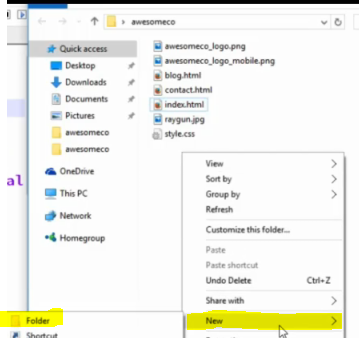 awesomeco
Quick access
Desktop
Downloads
Documents
Pictures
awesomeco
awesomeco
OneDrive
This PC
Network
Homegroup
awesomeco_logo.png
awesomeco_logo_mobile.png
blog.html
contact.html
index.html
raygun.jpg
style.css
al
View
Sort by
Group by
Refresh
Customize this folder...
Paste
Paste shortcut
Undo Delete Ctrl+Z
Share with
New
Folder
Shortcut